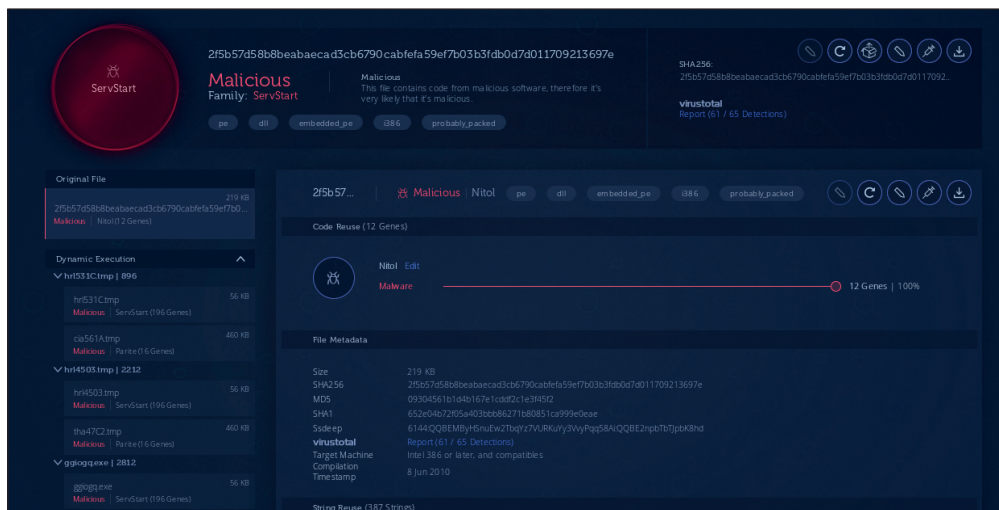 ServStart
2f5b57d58b8beabaecad3cb6790cabfefa59ef7b03b3fdb0d7d011709213697e
Malicious
Family: ServStart
Malicious
This file contains code from malicious software, therefore it's
very likely that it's malicious.
pe dll embedded_pe i386 probably_packed
SHA256:
2f5b57d58b8beabaecad3cb6790cabfefa59ef7b03b3fdb0d7d0117092...
virustotal
Report (61 / 65 Detections)
Original File
219 KB
2f5b57d58b8beabaecad3cb6790cabfefa59ef7b0...
Malicious | Nitol (12 Genes)
Dynamic Execution
hrl531C.tmp | 896
hrl531C.tmp 56 KB
Malicious | ServStart (196 Genes)
cia561A.tmp 460 KB
Malicious | Parite (16 Genes)
hrl4503.tmp | 2212
hrl4503.tmp 56 KB
Malicious | ServStart (196 Genes)
tha47C2.tmp 460 KB
Malicious | Parite (16 Genes)
ggiogq.exe | 2812
ggiogq.exe 56 KB
Malicious | ServStart (196 Genes)
2f5b57... Malicious | Nitol pe dll embedded_pe i386 probably_packed
Code Reuse (12 Genes)
Nitol Edit
Malware 12 Genes | 100%
File Metadata
Size 219 KB
SHA256 2f5b57d58b8beabaecad3cb6790cabfefa59ef7b03b3fdb0d7d011709213697e
MD5 09304561b1d4b167e1cddf2c1e3f45f2
SHA1 652e04b72f05a403bbb86271b80851ca999e0eae
Ssdeep 6144:QQBEMByHSnuEw2TbqYz7VURKuYy3VvyPqq58Ai:QQBE2npbTbTJpbK8hd
virustotal Report (61 / 65 Detections)
Target Machine Intel 386 or later, and compatibles
Compilation
Timestamp 8 Jun 2010
String Reuse (387 Strings)